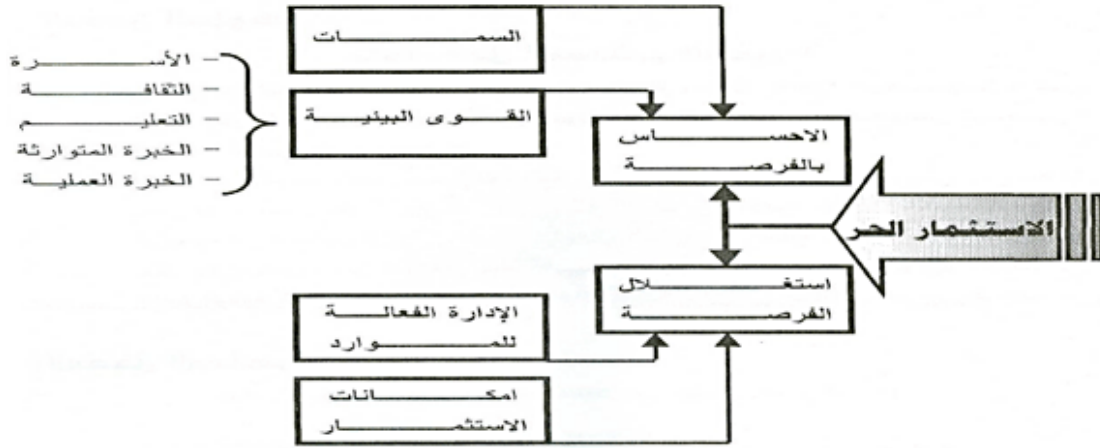 السمات
القوى البيئية
– الأسرة
– الثقافة
– التعليم
– الخبرة المتوارثة
– الخبرة العملية
الاحساس
بالفرصة
الاستثمار الحر
استغلال
الفرصة
الإدارة الفعالة
للموارد
امكانات
الاستثمار